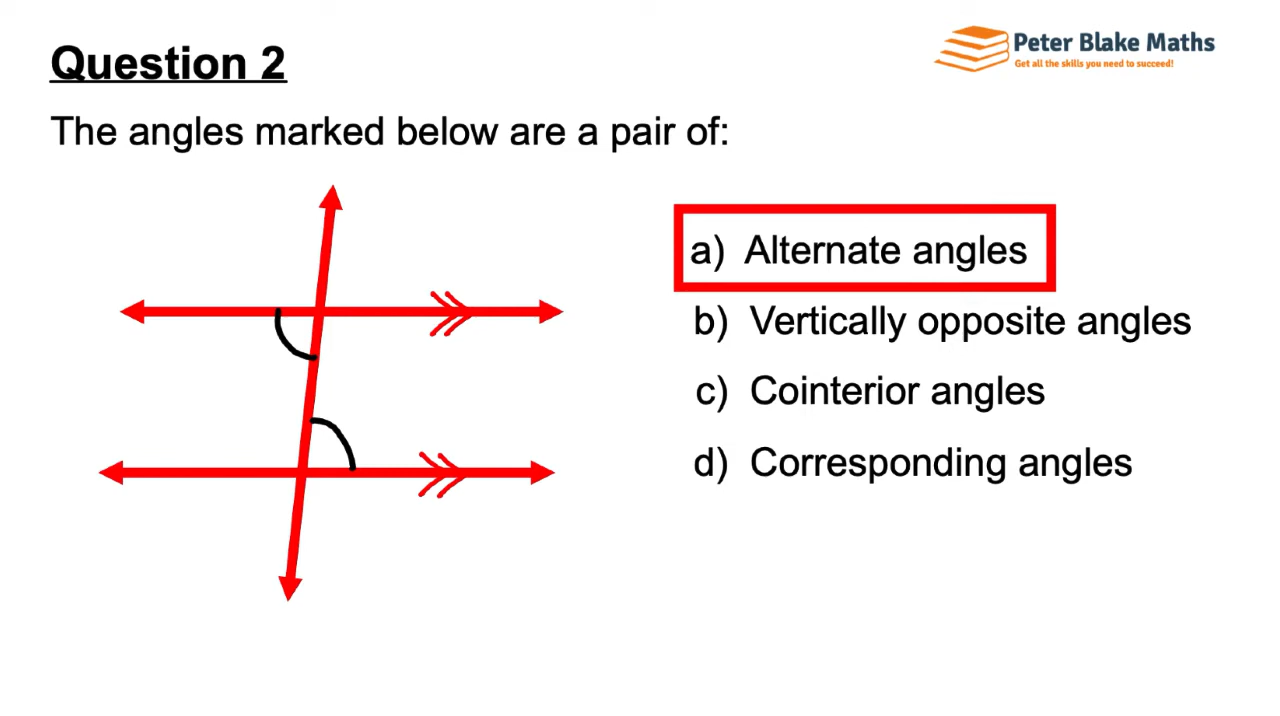 Question 2
Peter Blake Maths
Get all the skills you need to succeed!
The angles marked below are a pair of:
a) Alternate angles
b) Vertically opposite angles
c) Cointerior angles
d) Corresponding angles